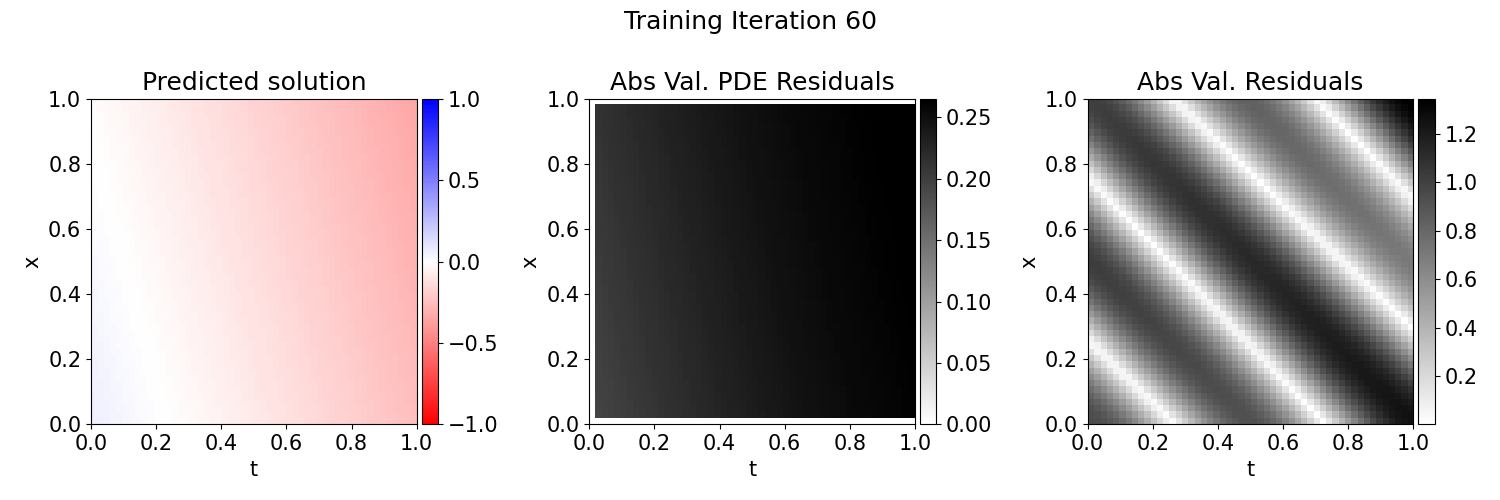 Training Iteration 60
Predicted solution
1.0
0.8
0.6
0.4
0.2
0.0
x
0.0 0.2 0.4 0.6 0.8 1.0
t
1.0
0.5
0.0
−0.5
−1.0
Abs Val. PDE Residuals
1.0
0.8
0.6
0.4
0.2
0.0
x
0.0 0.2 0.4 0.6 0.8 1.0
t
0.25
0.20
0.15
0.10
0.05
0.00
Abs Val. Residuals
1.0
0.8
0.6
0.4
0.2
0.0
x
0.0 0.2 0.4 0.6 0.8 1.0
t
1.2
1.0
0.8
0.6
0.4
0.2